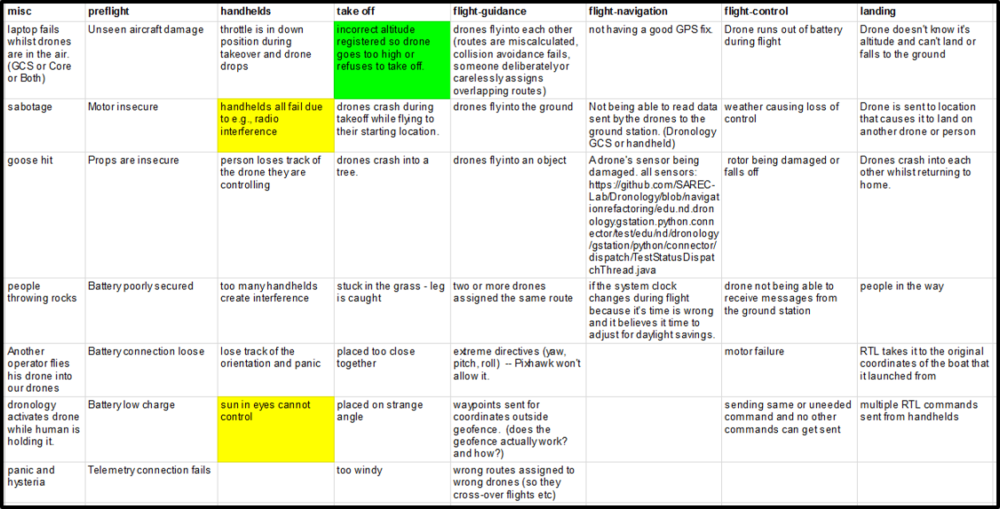 misc
preflight
handhelds
take off
flight-guidance
flight-navigation
flight-control
landing
laptop fails
whilst drones
are in the air.
(GCS or Core
or Both)
Unseen aircraft damage
throttle is in down
position during
takeover and drone
drops
incorrect altitude
registered so drone
goes too high or
refuses to take off.
drones fly into each other
(routes are miscalculated,
collision avoidance fails,
someone deliberately or
carelessly assigns
overlapping routes)
not having a good GPS fix.
Drone runs out of battery
during flight
Drone doesn't know it's
altitude and can't land or
falls to the ground
sabotage
Motor insecure
handhelds all fail due
to e.g., radio
interference
drones crash during
takeoff while flying to
their starting location.
drones fly into the ground
Not being able to read data
sent by the drones to the
ground station. (Dronology
GCS or handheld)
weather causing loss of
control
Drone is sent to location
that causes it to land on
another drone or person
goose hit
Props are insecure
person loses track of
the drone they are
controlling
drones crash into a
tree.
drones fly into an object
A drone's sensor being
damaged. all sensors:
https://github.com/SAREC-
Lab/Dronology/blob/navigat
ionrefactoring/edu.nd.dron
ology.gstation.python.conn
ector/test/edu/nd/dronology
/gstation/python/connector/
dispatch/TestStatusDispat
chThread.java
rotor being damaged or
falls off
Drones crash into each
other whilst returning to
home.
people
throwing rocks
Battery poorly secured
too many handhelds
create interference
stuck in the grass - leg
is caught
two or more drones
assigned the same route
if the system clock
changes during flight
because it's time is wrong
and it believes it time to
adjust for daylight savings.
drone not being able to
receive messages from
the ground station
people in the way
Another
operator flies
his drone into
our drones
Battery connection loose
lose track of the
orientation and panic
placed too close
together
extreme directives (yaw,
pitch, roll) -- Pixhawk won't
allow it.
motor failure
RTL takes it to the original
coordinates of the boat that
it launched from
dronology
activates drone
while human is
holding it.
Battery low charge
sun in eyes cannot
control
placed on strange
angle
waypoints sent for
coordinates outside
geofence. (does the
geofence actually work?
and how?)
sending same or uneeded
command and no other
commands can get sent
multiple RTL commands
sent from handhelds
panic and
hysteria
Telemetry connection fails
too windy
wrong routes assigned to
wrong drones (so they
cross-over flights etc)